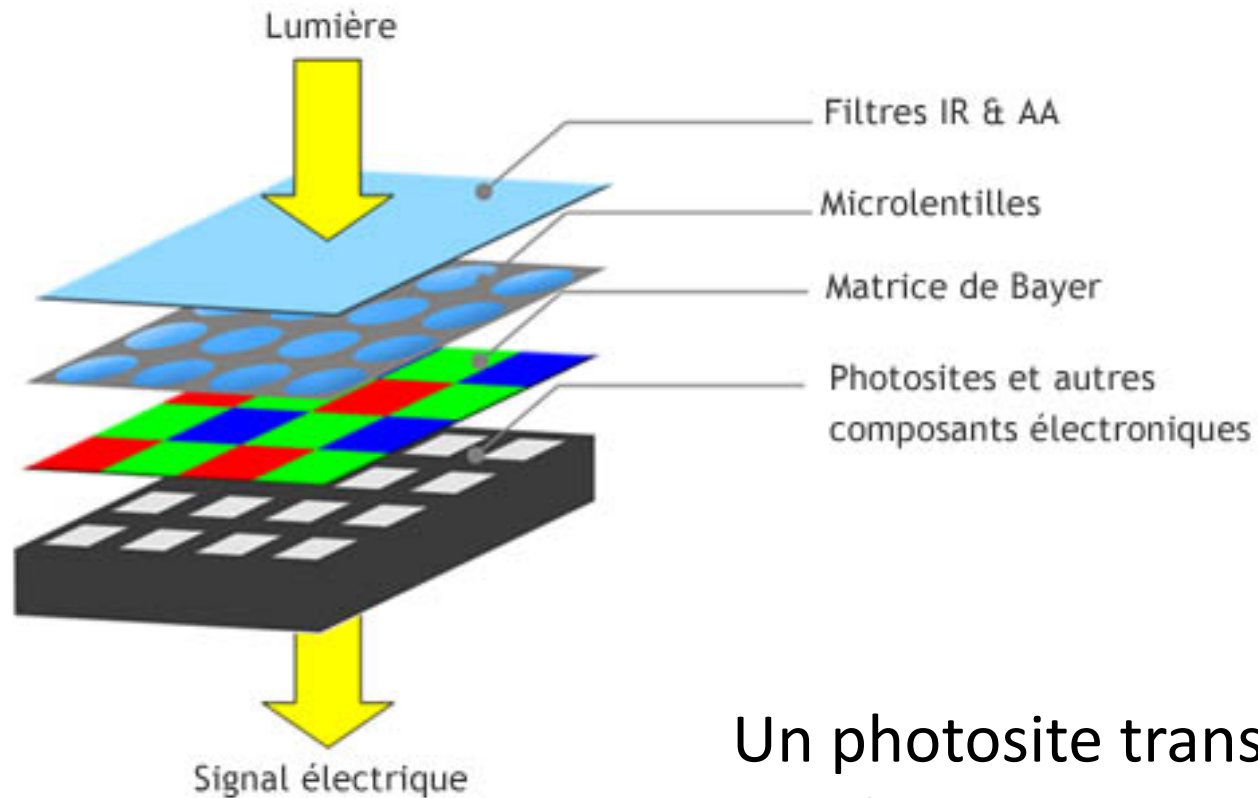 Lumière
Filtres IR & AA
Microlentilles
Matrice de Bayer
Photosites et autres
composants électroniques
Un photosite trans
Signal électrique